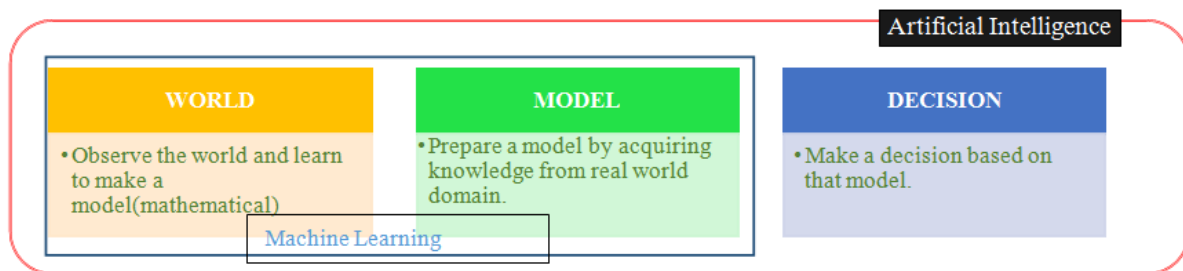 Artificial Intelligence
WORLD
• Observe the world and learn
to make a
model(mathematical)
MODEL
• Prepare a model by acquiring
knowledge from real world
domain.
DECISION
• Make a decision based on
that model.
Machine Learning